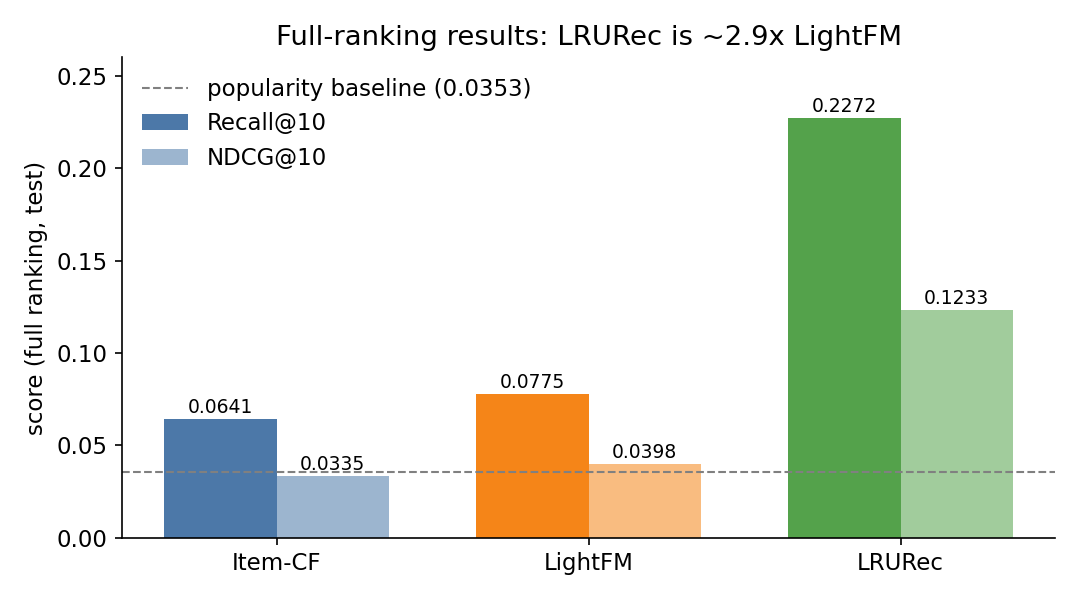 Full-ranking results: LRURec is ~2.9x LightFM
score (full ranking, test)
0.25
0.20
0.15
0.10
0.05
0.00
popularity baseline (0.0353)
Recall@10
NDCG@10
0.0641
0.0335
0.0775
0.0398
0.2272
0.1233
Item-CF
LightFM
LRURec